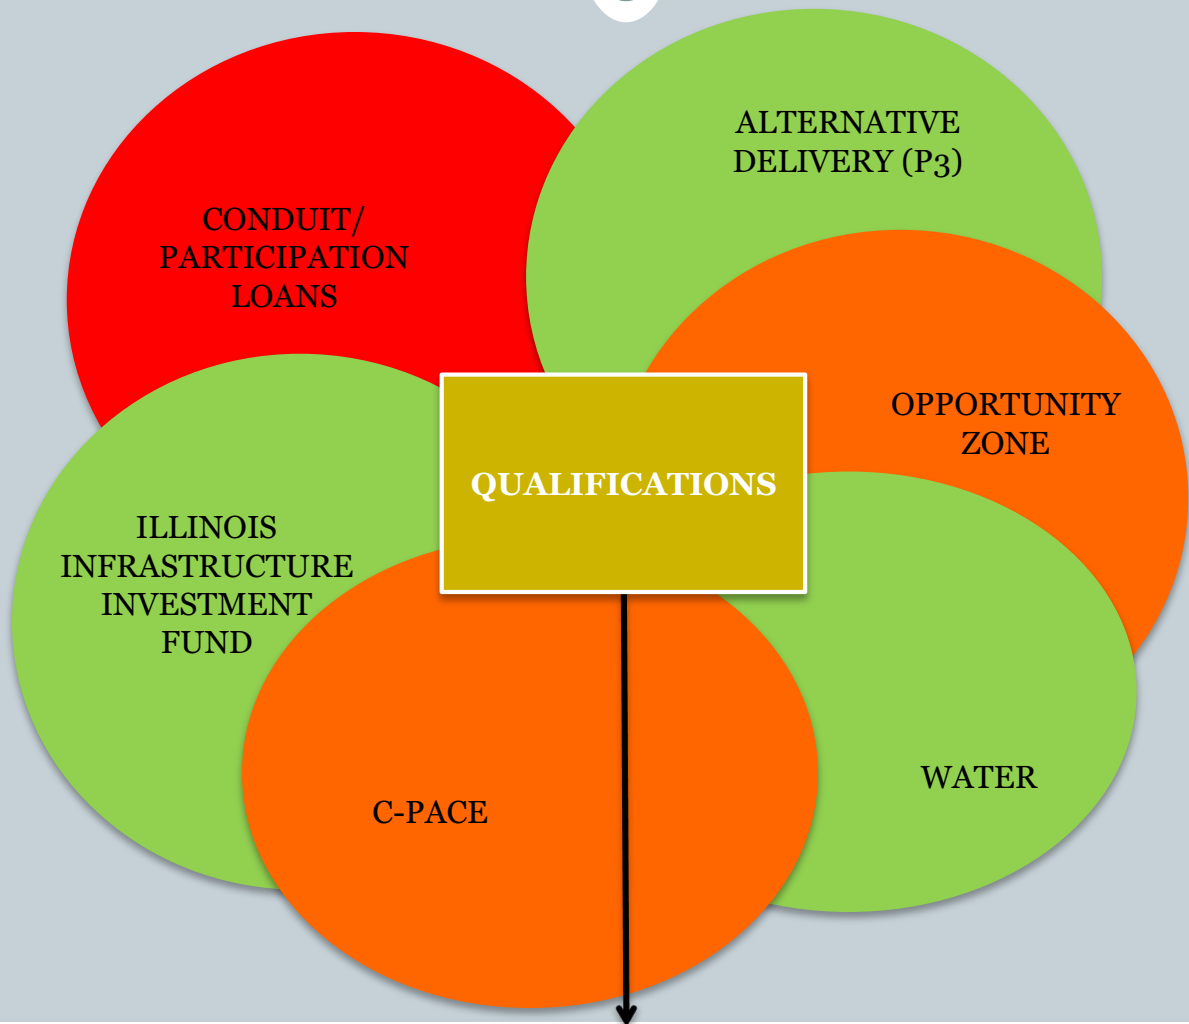 ALTERNATIVE
DELIVERY (P3)
CONDUIT/
PARTICIPATION
LOANS
OPPORTUNITY
ZONE
QUALIFICATIONS
ILLINOIS
INFRASTRUCTURE
INVESTMENT
FUND
WATER
C-PACE